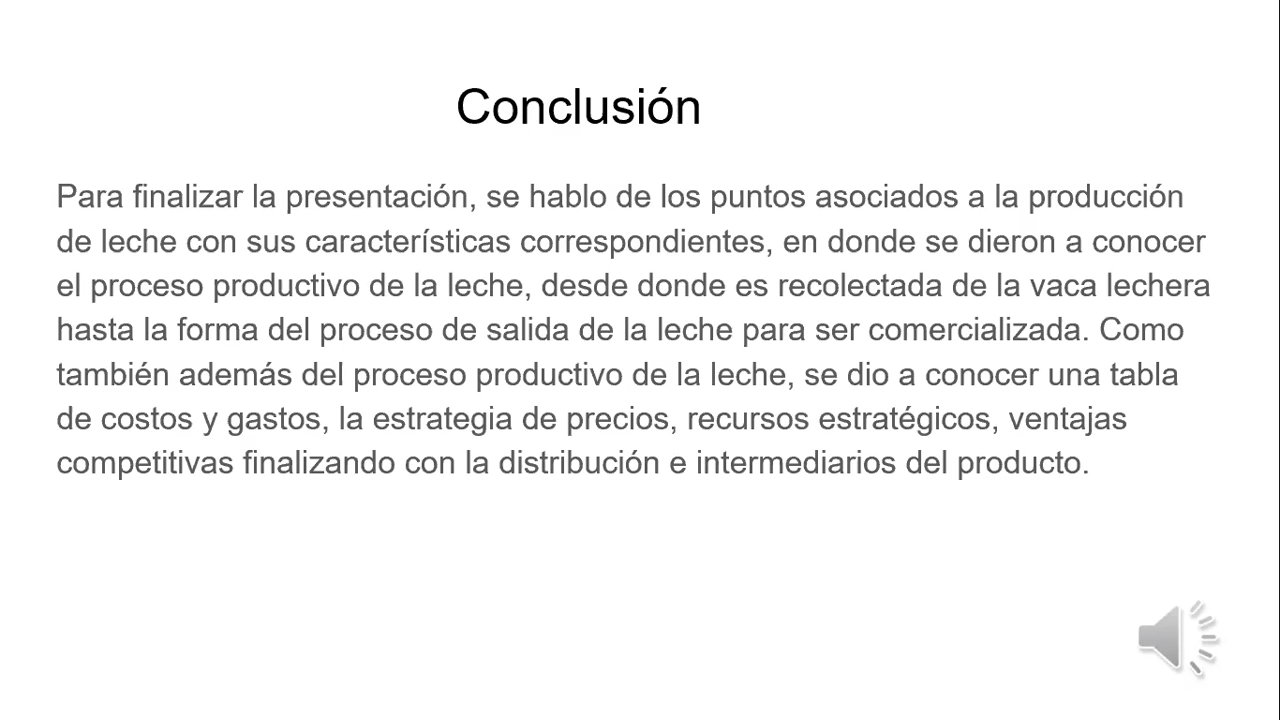 Conclusión
Para finalizar la presentación, se hablo de los puntos asociados a la producción
de leche con sus características correspondientes, en donde se dieron a conocer
el proceso productivo de la leche, desde donde es recolectada de la vaca lechera
hasta la forma del proceso de salida de la leche para ser comercializada. Como
también además del proceso productivo de la leche, se dio a conocer una tabla
de costos y gastos, la estrategia de precios, recursos estratégicos, ventajas
competitivas finalizando con la distribución e intermediarios del producto.